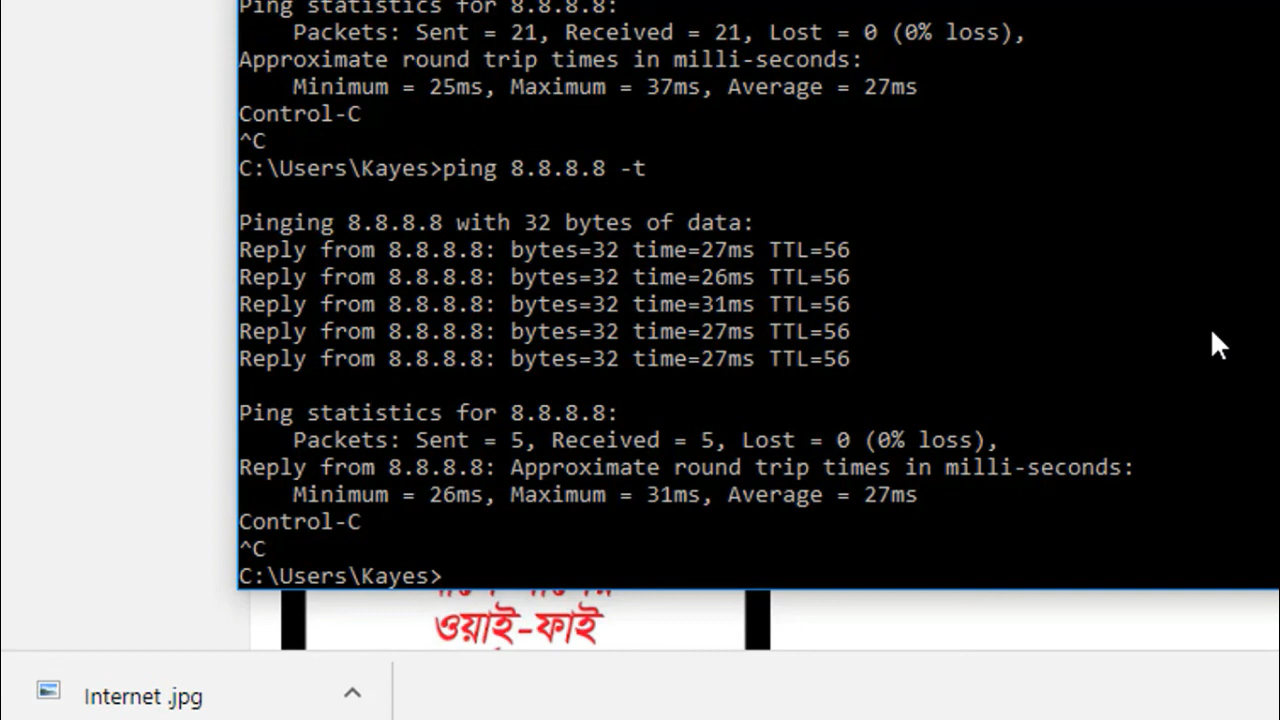 Ping statistics for 8.8.8.8:
    Packets: Sent = 21, Received = 21, Lost = 0 (0% loss),
Approximate round trip times in milli-seconds:
    Minimum = 25ms, Maximum = 37ms, Average = 27ms
Control-C
^C
C:\Users\Kayes>ping 8.8.8.8 -t

Pinging 8.8.8.8 with 32 bytes of data:
Reply from 8.8.8.8: bytes=32 time=27ms TTL=56
Reply from 8.8.8.8: bytes=32 time=26ms TTL=56
Reply from 8.8.8.8: bytes=32 time=31ms TTL=56
Reply from 8.8.8.8: bytes=32 time=27ms TTL=56
Reply from 8.8.8.8: bytes=32 time=27ms TTL=56

Ping statistics for 8.8.8.8:
    Packets: Sent = 5, Received = 5, Lost = 0 (0% loss),
Reply from 8.8.8.8: Approximate round trip times in milli-seconds:
    Minimum = 26ms, Maximum = 31ms, Average = 27ms
Control-C
^C
C:\Users\Kayes>
ওয়াই-ফাই
Internet .jpg